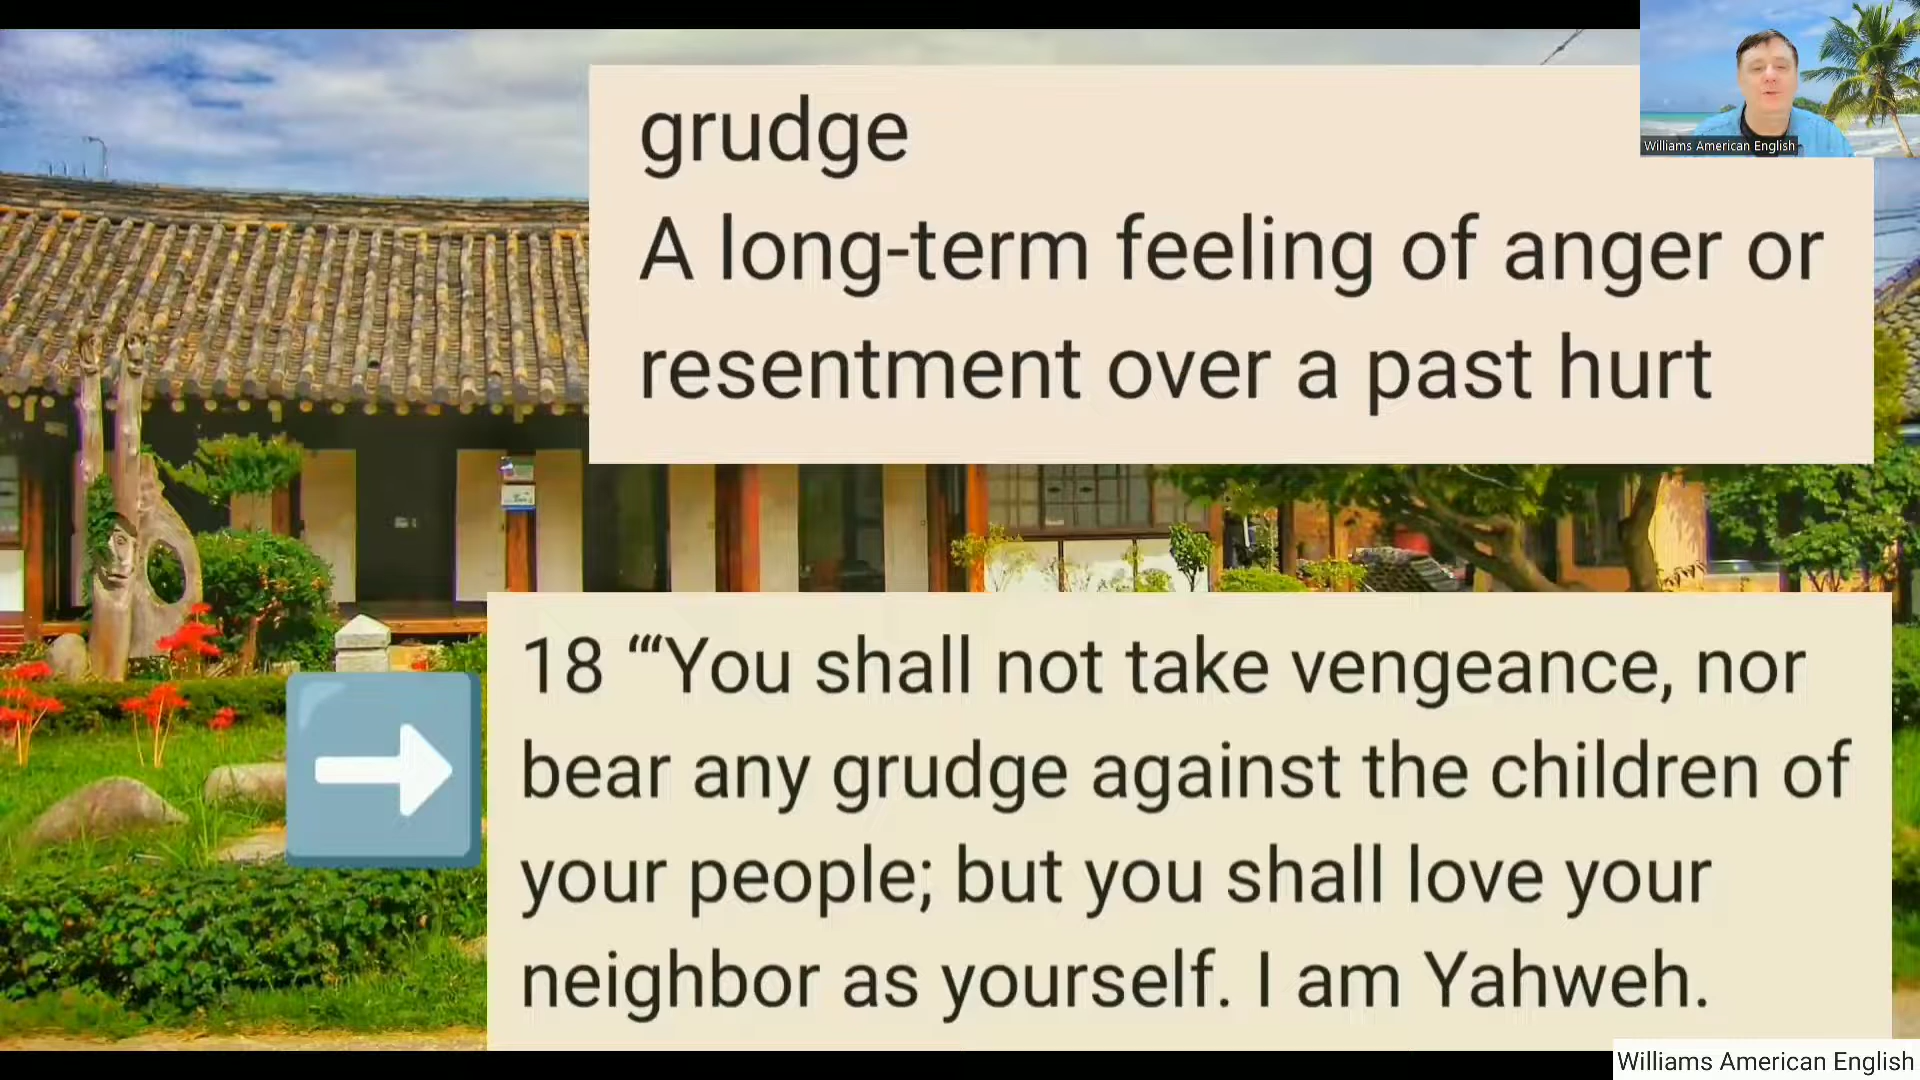 Williams American English
grudge
A long-term feeling of anger or
resentment over a past hurt
18 “‘You shall not take vengeance, nor
bear any grudge against the children of
your people; but you shall love your
neighbor as yourself. I am Yahweh.
Williams American English